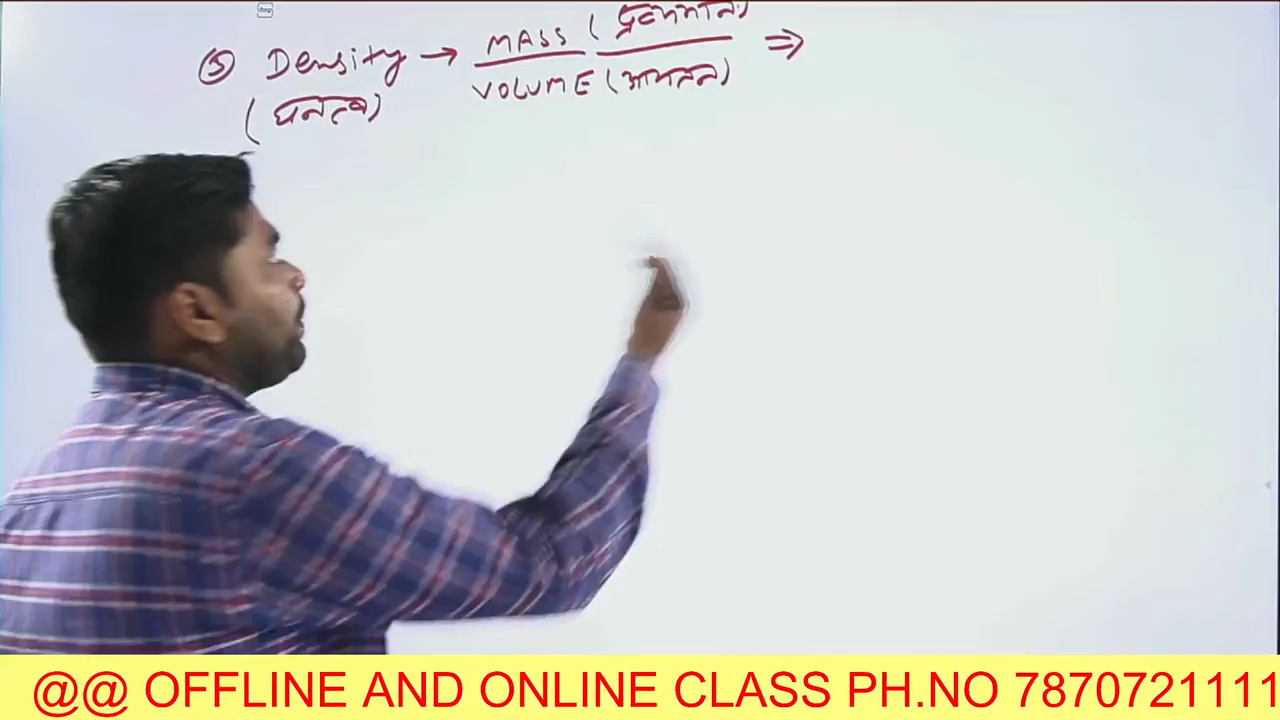 ⑤ Density → MASS (द्रव्यमान) ⇒
VOLUME (आयतन)
(घनत्व)
@@ OFFLINE AND ONLINE CLASS PH.NO 7870721111